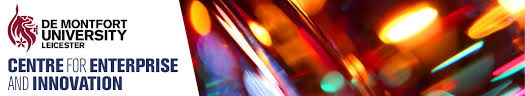 DE MONTFORT
UNIVERSITY
LEICESTER
CENTRE FOR ENTERPRISE
AND INNOVATION